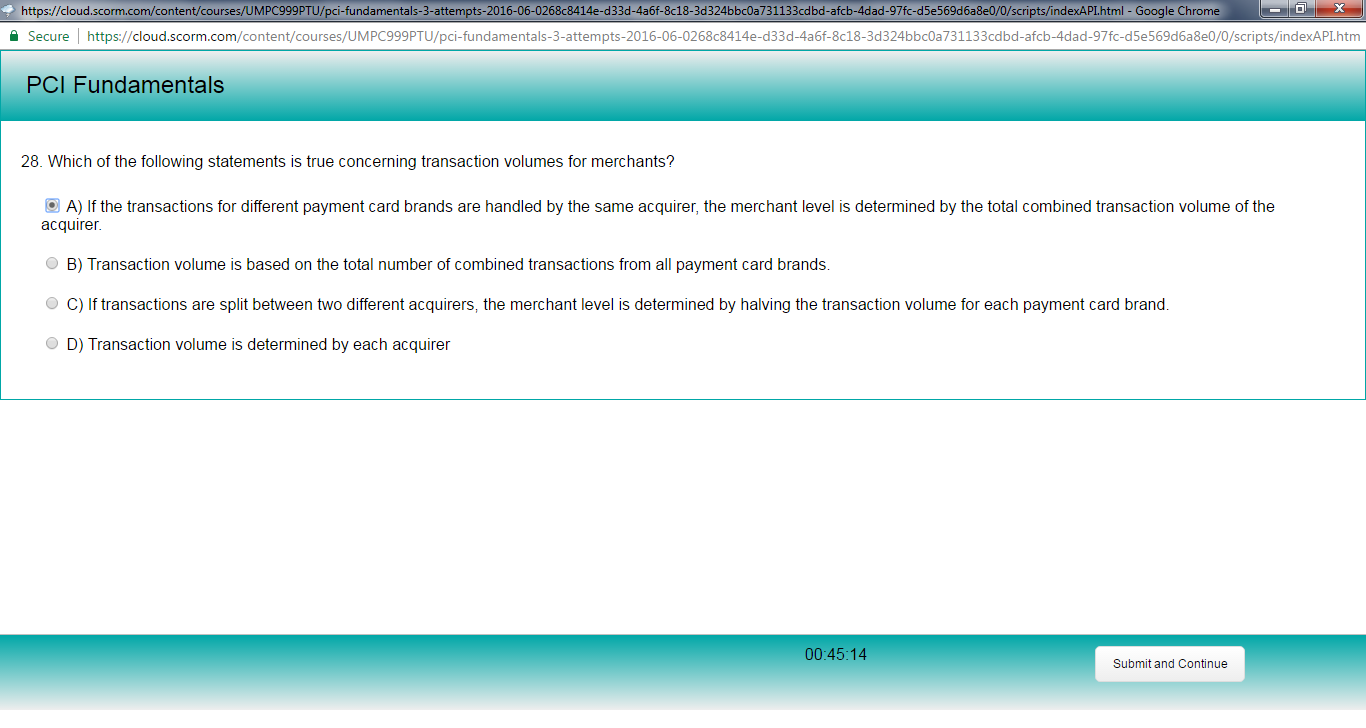 https://cloud.scorm.com/content/courses/UMPC999PTU/pci-fundamentals-3-attempts-2016-06-0268c8414e-d33d-4a6f-8c18-3d324bbc0a731133cdbd-afcb-4dad-97fc-d5e569d6a8e0/0/scripts/indexAPI.html - Google Chrome
Secure | https://cloud.scorm.com/content/courses/UMPC999PTU/pci-fundamentals-3-attempts-2016-06-0268c8414e-d33d-4a6f-8c18-3d324bbc0a731133cdbd-afcb-4dad-97fc-d5e569d6a8e0/0/scripts/indexAPI.htm
PCI Fundamentals
28. Which of the following statements is true concerning transaction volumes for merchants?
A) If the transactions for different payment card brands are handled by the same acquirer, the merchant level is determined by the total combined transaction volume of the
acquirer.
B) Transaction volume is based on the total number of combined transactions from all payment card brands.
C) If transactions are split between two different acquirers, the merchant level is determined by halving the transaction volume for each payment card brand.
D) Transaction volume is determined by each acquirer
00:45:14
Submit and Continue